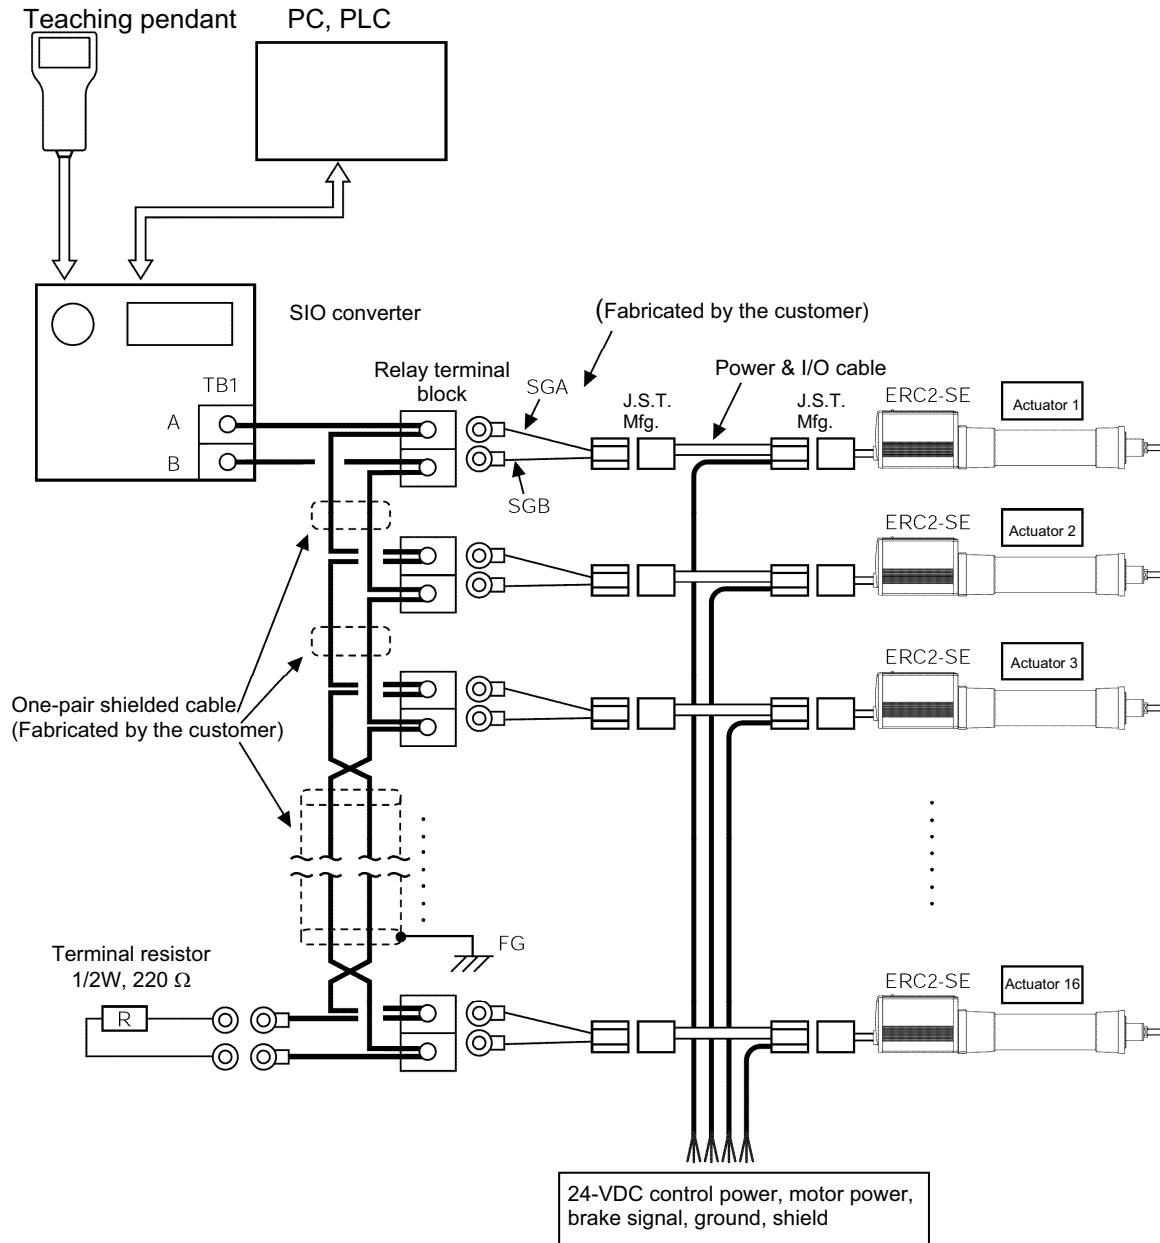 Teaching pendant
PC, PLC
SIO converter
(Fabricated by the customer)
TB1
A
B
Relay terminal
block
SGA
SGB
J.S.T.
Mfg.
Power & I/O cable
J.S.T.
Mfg.
ERC2-SE
Actuator 1
ERC2-SE
Actuator 2
ERC2-SE
Actuator 3
One-pair shielded cable
(Fabricated by the customer)
FG
Terminal resistor
1/2W, 220 Ω
R
ERC2-SE
Actuator 16
24-VDC control power, motor power,
brake signal, ground, shield